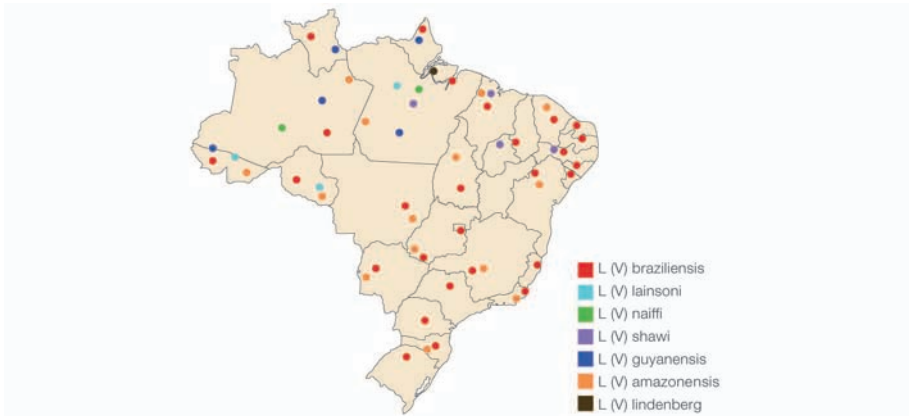 L (V) braziliensis
L (V) lainsoni
L (V) naiffi
L (V) shawi
L (V) guyanensis
L (V) amazonensis
L (V) lindenberg